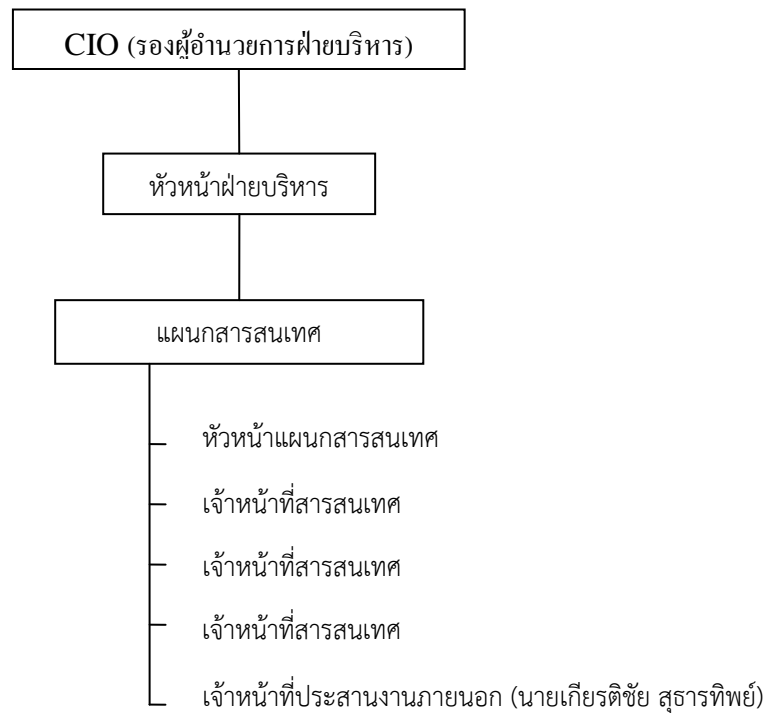 CIO (รองผู้อำนวยการฝ่ายบริหาร)
หัวหน้าฝ่ายบริหาร
แผนกสารสนเทศ
หัวหน้าแผนกสารสนเทศ
เจ้าหน้าที่สารสนเทศ
เจ้าหน้าที่สารสนเทศ
เจ้าหน้าที่สารสนเทศ
เจ้าหน้าที่ประสานงานภายนอก (นายเกียรติชัย สุธารทิพย์)